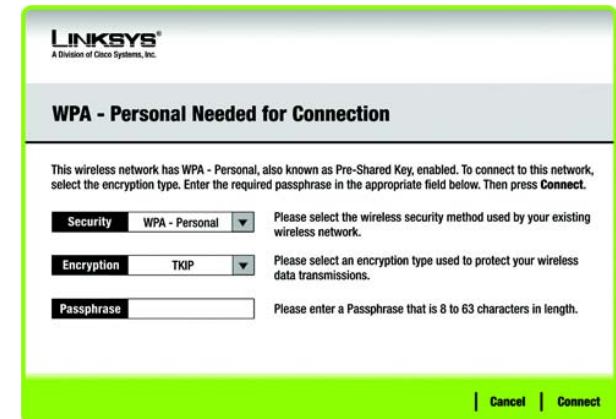 LINKSYS®
A Division of Cisco Systems, Inc.
WPA - Personal Needed for Connection
This wireless network has WPA - Personal, also known as Pre-Shared Key, enabled. To connect to this network,
select the encryption type. Enter the required passphrase in the appropriate field below. Then press Connect.
Security WPA - Personal Please select the wireless security method used by your existing
wireless network.
Encryption TKIP Please select an encryption type used to protect your wireless
data transmissions.
Passphrase Please enter a Passphrase that is 8 to 63 characters in length.
Cancel Connect